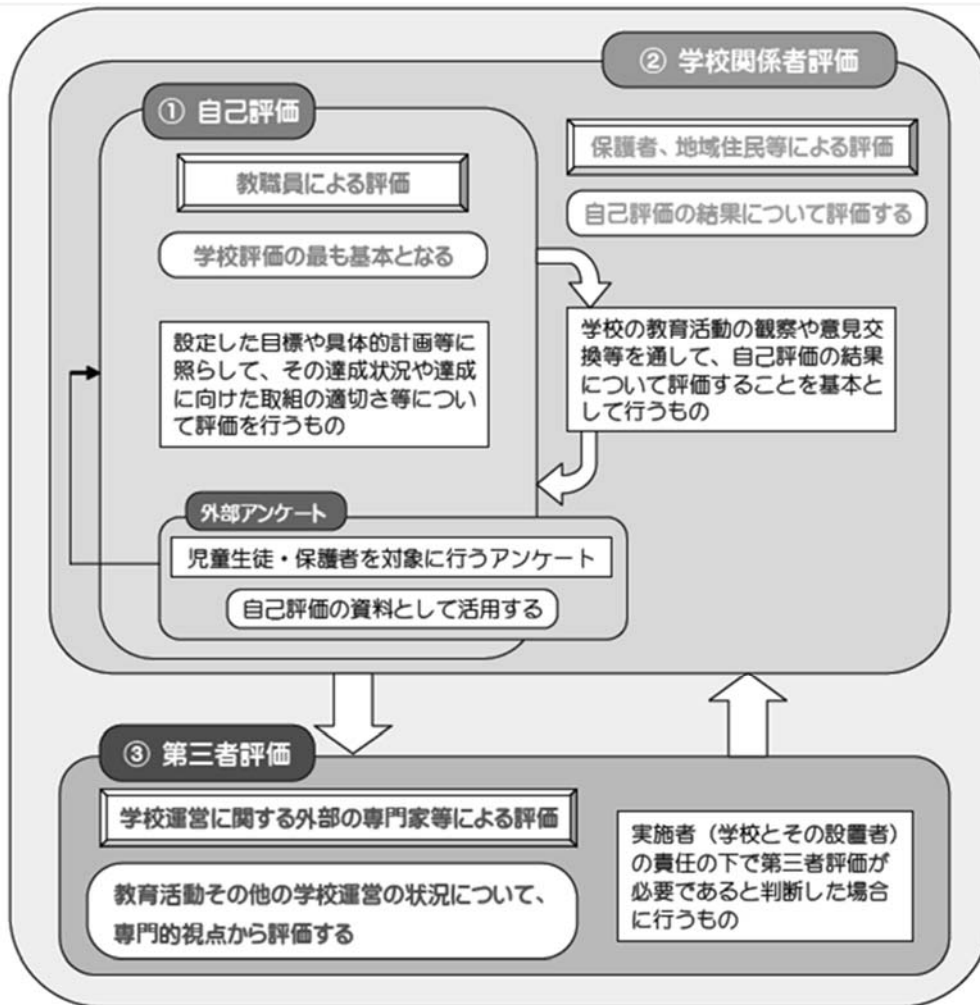 ② 学校関係者評価
① 自己評価
保護者、地域住民等による評価
教職員による評価
自己評価の結果について評価する
学校評価の最も基本となる
設定した目標や具体的計画等に
照らして、その達成状況や達成
に向けた取組の適切さ等につい
て評価を行うもの
学校の教育活動の観察や意見交
換等を通して、自己評価の結果
について評価することを基本と
して行うもの
外部アンケート
児童生徒・保護者を対象に行うアンケート
自己評価の資料として活用する
③ 第三者評価
学校運営に関する外部の専門家等による評価
教育活動その他の学校運営の状況について、
専門的視点から評価する
実施者（学校とその設置者）
の責任の下で第三者評価が
必要であると判断した場合
に行うもの